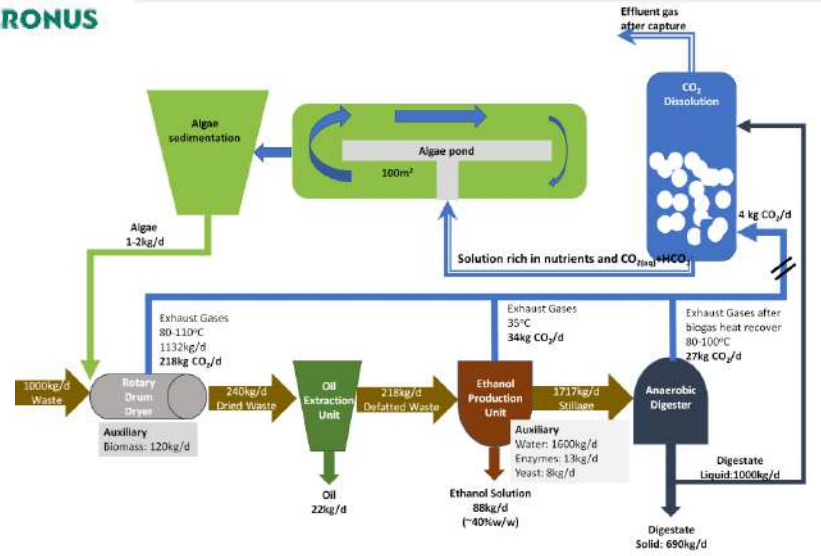 RONUS
Effluent gas
after capture
CO₂
Dissolution
Algae
sedimentation
Algae pond
100m²
4 kg CO₂/d
Algae
1-2kg/d
Solution rich in nutrients and CO₂₍ₐq₎+HCO₃
Exhaust Gases
80-110°C
1132kg/d
218kg CO₂/d
Exhaust Gases
35°C
34kg CO₂/d
Exhaust Gases after
biogas heat recover
80-100°C
27kg CO₂/d
1000kg/d
Waste
Rotary
Drum
Dryer
240kg/d
Dried Waste
Oil
Extraction
Unit
218kg/d
Defatted Waste
Ethanol
Production
Unit
1717kg/d
Stillage
Anaerobic
Digester
Auxiliary
Biomass: 120kg/d
Auxiliary
Water: 1600kg/d
Enzymes: 13kg/d
Yeast: 8kg/d
Digestate
Liquid:1000kg/d
Oil
22kg/d
Ethanol Solution
88kg/d
(~40%w/w)
Digestate
Solid: 690kg/d